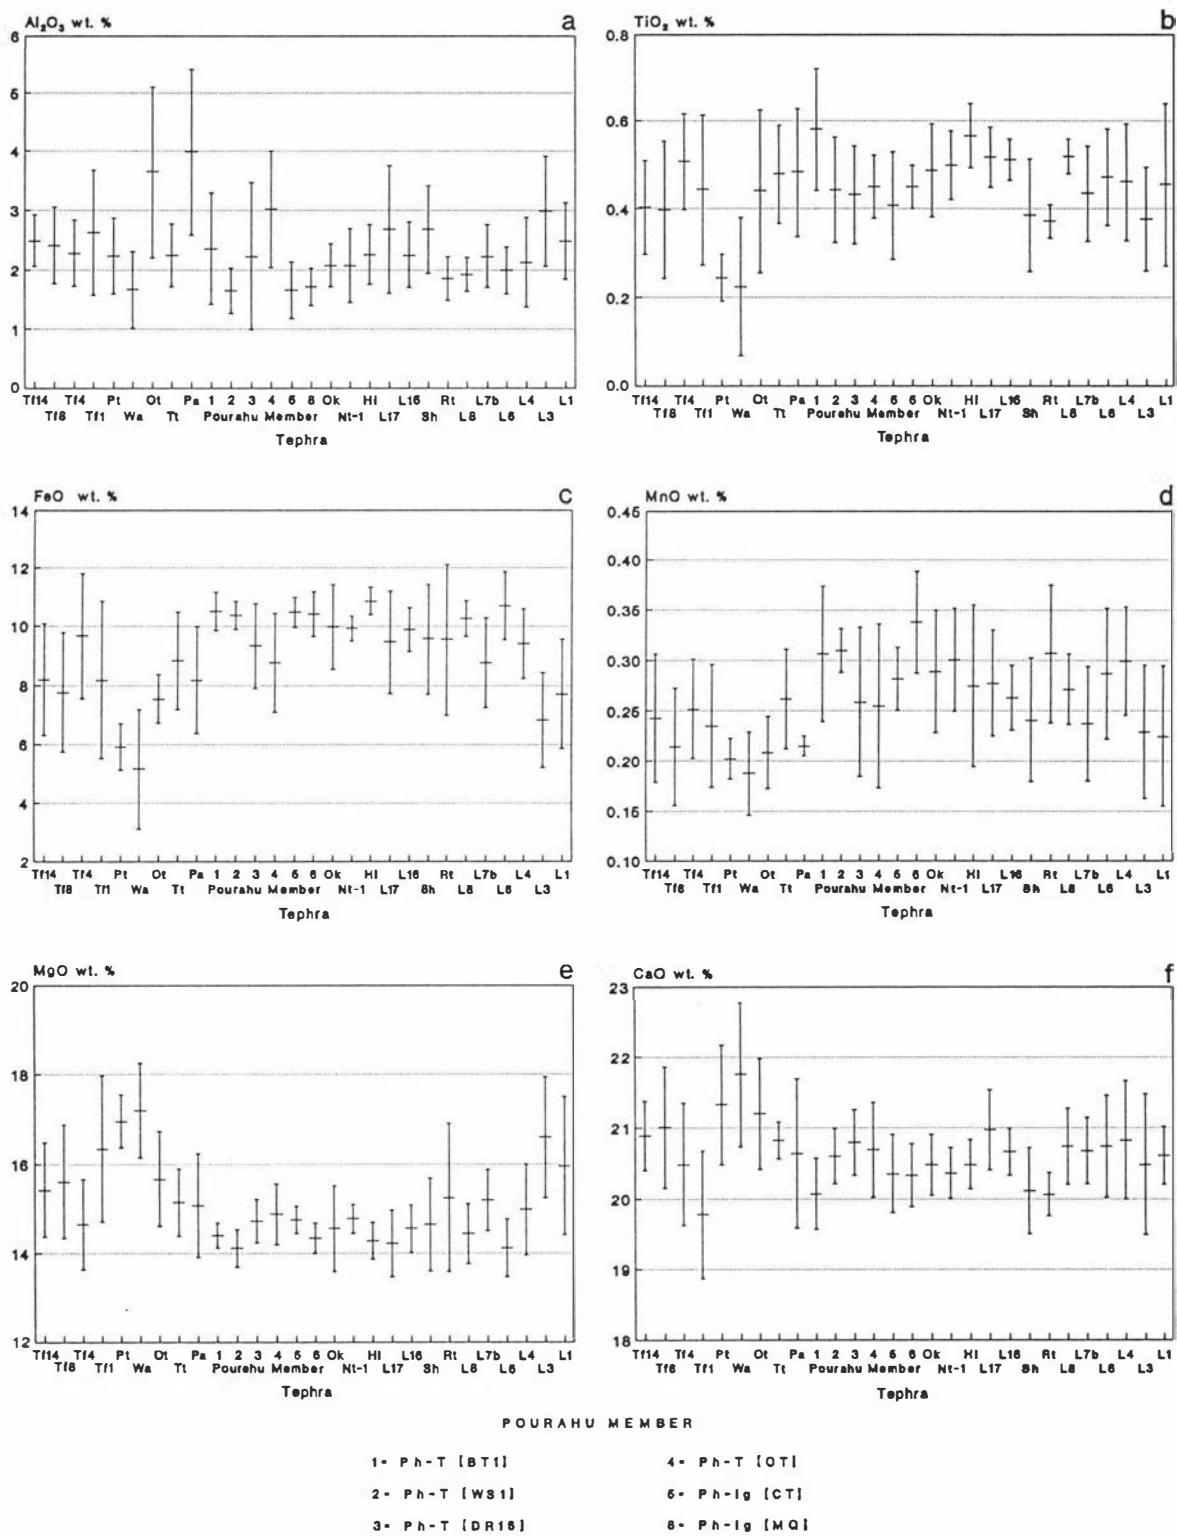 Al₂O₃ wt. % a
6
5
4
3
2
1
0
Tf14 Tf4 Pt Ot Pa 1 2 3 4 5 6 Ok Hl L16 Rt L7b L4 L1
Tf8 Tf1 Wa Tt Pourahu Member Nt-1 L17 Sh L8 L6 L3
Tephra
TiO₂ wt. % b
0.8
0.6
0.4
0.2
0.0
Tf14 Tf4 Pt Ot Pa 1 2 3 4 5 6 Ok Hl L16 Rt L7b L4 L1
Tf8 Tf1 Wa Tt Pourahu Member Nt-1 L17 Sh L8 L6 L3
Tephra
FeO wt. % c
14
12
10
8
6
4
2
Tf14 Tf4 Pt Ot Pa 1 2 3 4 5 6 Ok Hl L16 Rt L7b L4 L1
Tf8 Tf1 Wa Tt Pourahu Member Nt-1 L17 Sh L8 L6 L3
Tephra
MnO wt. % d
0.45
0.40
0.35
0.30
0.25
0.20
0.15
0.10
Tf14 Tf4 Pt Ot Pa 1 2 3 4 5 6 Ok Hl L16 Rt L7b L4 L1
Tf8 Tf1 Wa Tt Pourahu Member Nt-1 L17 Sh L8 L6 L3
Tephra
MgO wt. % e
20
18
16
14
12
Tf14 Tf4 Pt Ot Pa 1 2 3 4 5 6 Ok Hl L16 Rt L7b L4 L1
Tf8 Tf1 Wa Tt Pourahu Member Nt-1 L17 Sh L8 L6 L3
Tephra
CaO wt. % f
23
22
21
20
19
18
Tf14 Tf4 Pt Ot Pa 1 2 3 4 5 6 Ok Hl L16 Rt L7b L4 L1
Tf8 Tf1 Wa Tt Pourahu Member Nt-1 L17 Sh L8 L6 L3
Tephra
POURAHU MEMBER
1- Ph-T [BT1] 4- Ph-T [OT]
2- Ph-T [WS1] 5- Ph-Ig [CT]
3- Ph-T [DR16] 6- Ph-Ig [MQ]